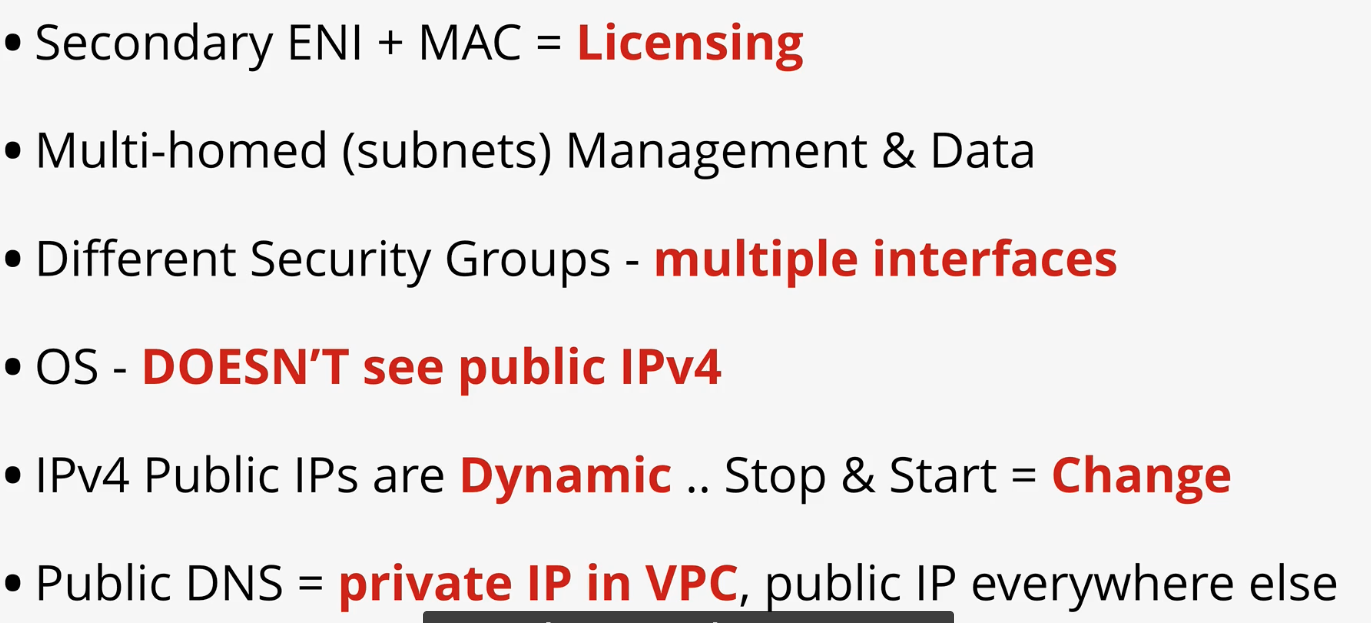 • Secondary ENI + MAC = Licensing
• Multi-homed (subnets) Management & Data
• Different Security Groups - multiple interfaces
• OS - DOESN'T see public IPv4
• IPv4 Public IPs are Dynamic .. Stop & Start = Change
• Public DNS = private IP in VPC, public IP everywhere else